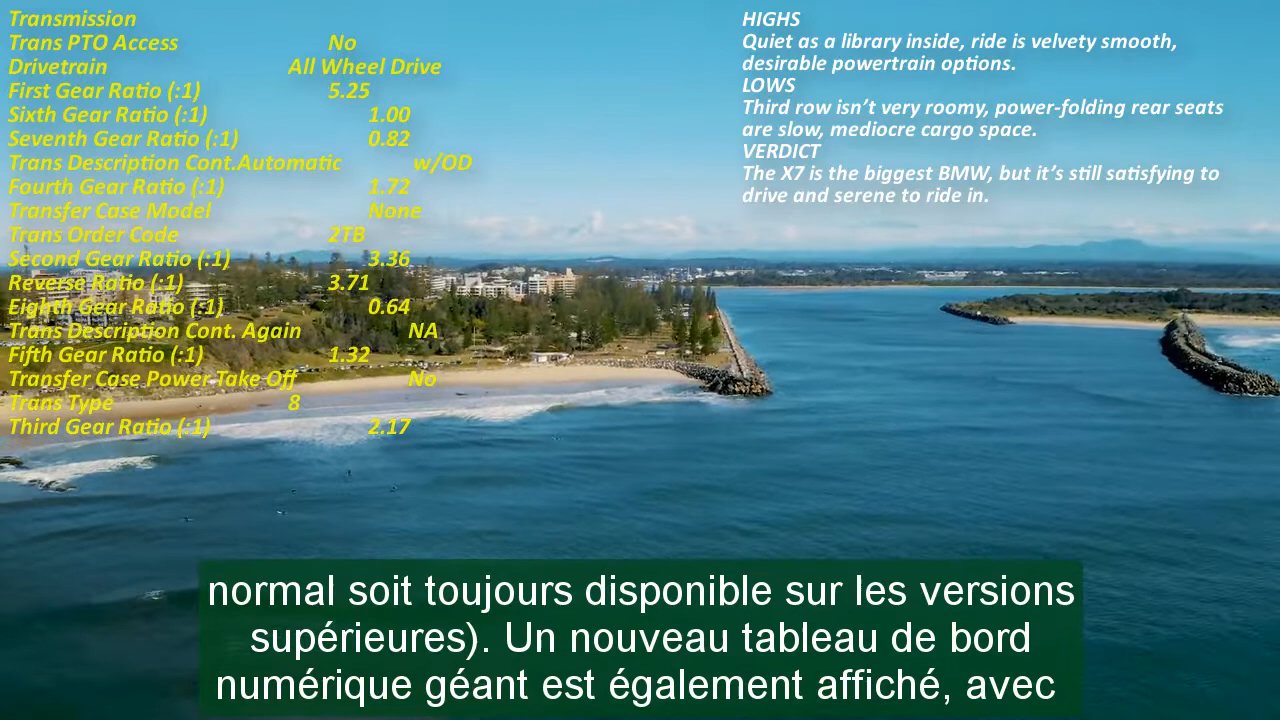 Transmission
Trans PTO Access No
Drivetrain All Wheel Drive
First Gear Ratio (:1) 5.25
Sixth Gear Ratio (:1) 1.00
Seventh Gear Ratio (:1) 0.82
Trans Description Cont.Automatic w/OD
Fourth Gear Ratio (:1) 1.72
Transfer Case Model None
Trans Order Code 2TB
Second Gear Ratio (:1) 3.36
Reverse Ratio (:1) 3.71
Eighth Gear Ratio (:1) 0.64
Trans Description Cont. Again NA
Fifth Gear Ratio (:1) 1.32
Transfer Case Power Take Off No
Trans Type 8
Third Gear Ratio (:1) 2.17
HIGHS
Quiet as a library inside, ride is velvety smooth,
desirable powertrain options.
LOWS
Third row isn’t very roomy, power-folding rear seats
are slow, mediocre cargo space.
VERDICT
The X7 is the biggest BMW, but it’s still satisfying to
drive and serene to ride in.
normal soit toujours disponible sur les versions
supérieures). Un nouveau tableau de bord
numérique géant est également affiché, avec